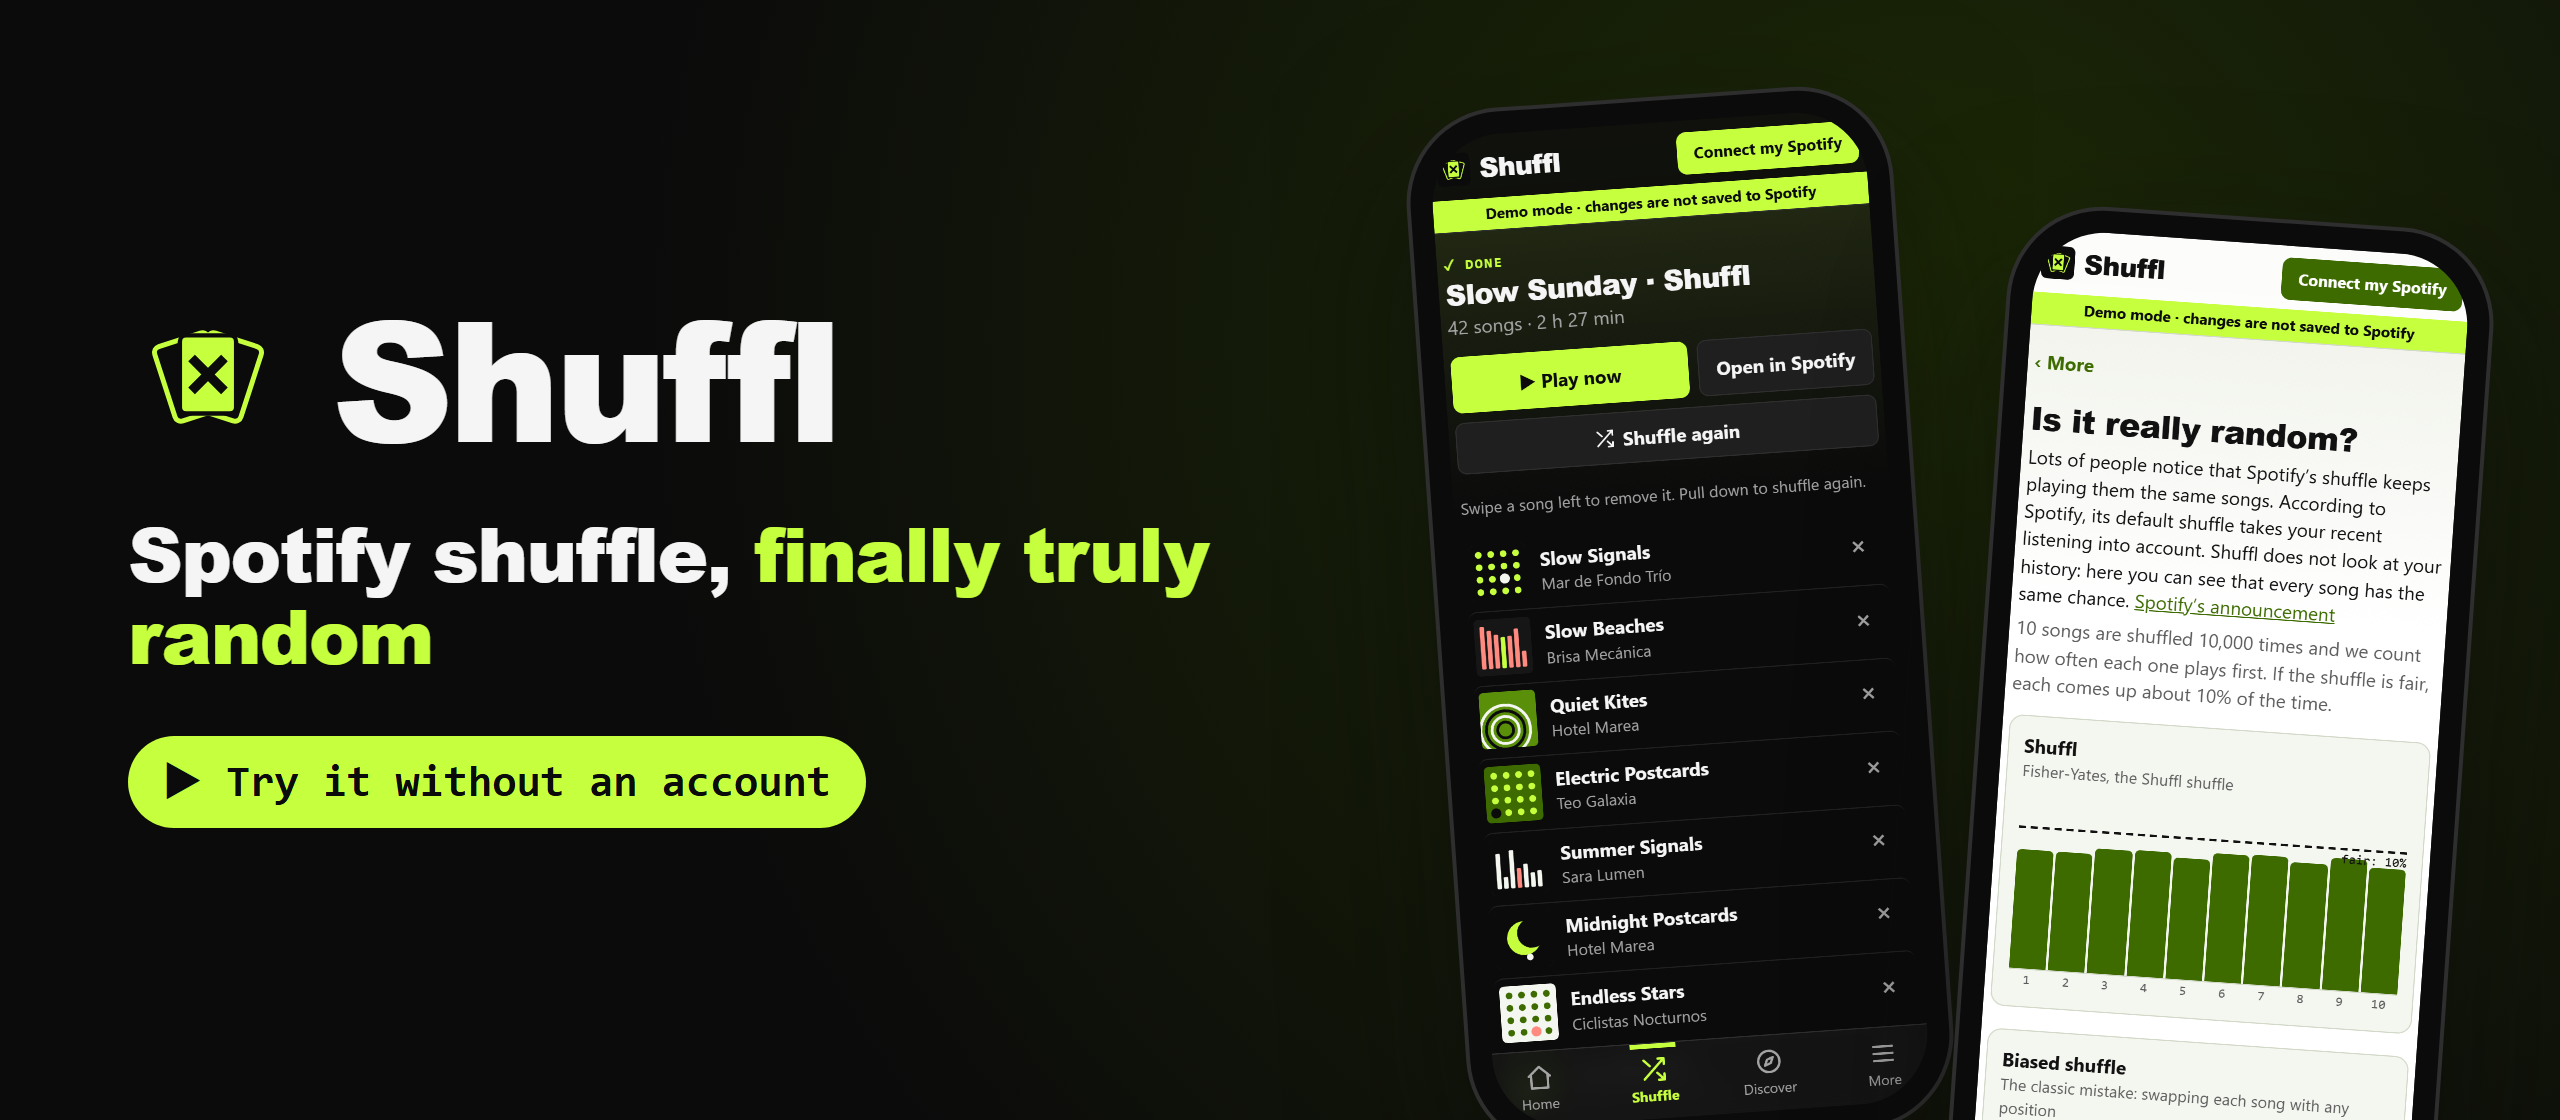 Shuffl
Spotify shuffle, finally truly
random
▶ Try it without an account
Shuffl
Connect my Spotify
Demo mode · changes are not saved to Spotify
✓ DONE
Slow Sunday · Shuffl
42 songs · 2 h 27 min
▶ Play now
Open in Spotify
Shuffle again
Swipe a song left to remove it. Pull down to shuffle again.
Slow Signals
Mar de Fondo Trío
Slow Beaches
Brisa Mecánica
Quiet Kites
Hotel Marea
Electric Postcards
Teo Galaxia
Summer Signals
Sara Lumen
Midnight Postcards
Hotel Marea
Endless Stars
Ciclistas Nocturnos
Home
Shuffle
Discover
More
Shuffl
Connect my Spotify
Demo mode · changes are not saved to Spotify
‹ More
Is it really random?
Lots of people notice that Spotify’s shuffle keeps
playing them the same songs. According to
Spotify, its default shuffle takes your recent
listening into account. Shuffl does not look at your
history: here you can see that every song has the
same chance. Spotify’s announcement
10 songs are shuffled 10,000 times and we count
how often each one plays first. If the shuffle is fair,
each comes up about 10% of the time.
Shuffl
Fisher-Yates, the Shuffl shuffle
fair: 10%
1 2 3 4 5 6 7 8 9 10
Biased shuffle
The classic mistake: swapping each song with any
position